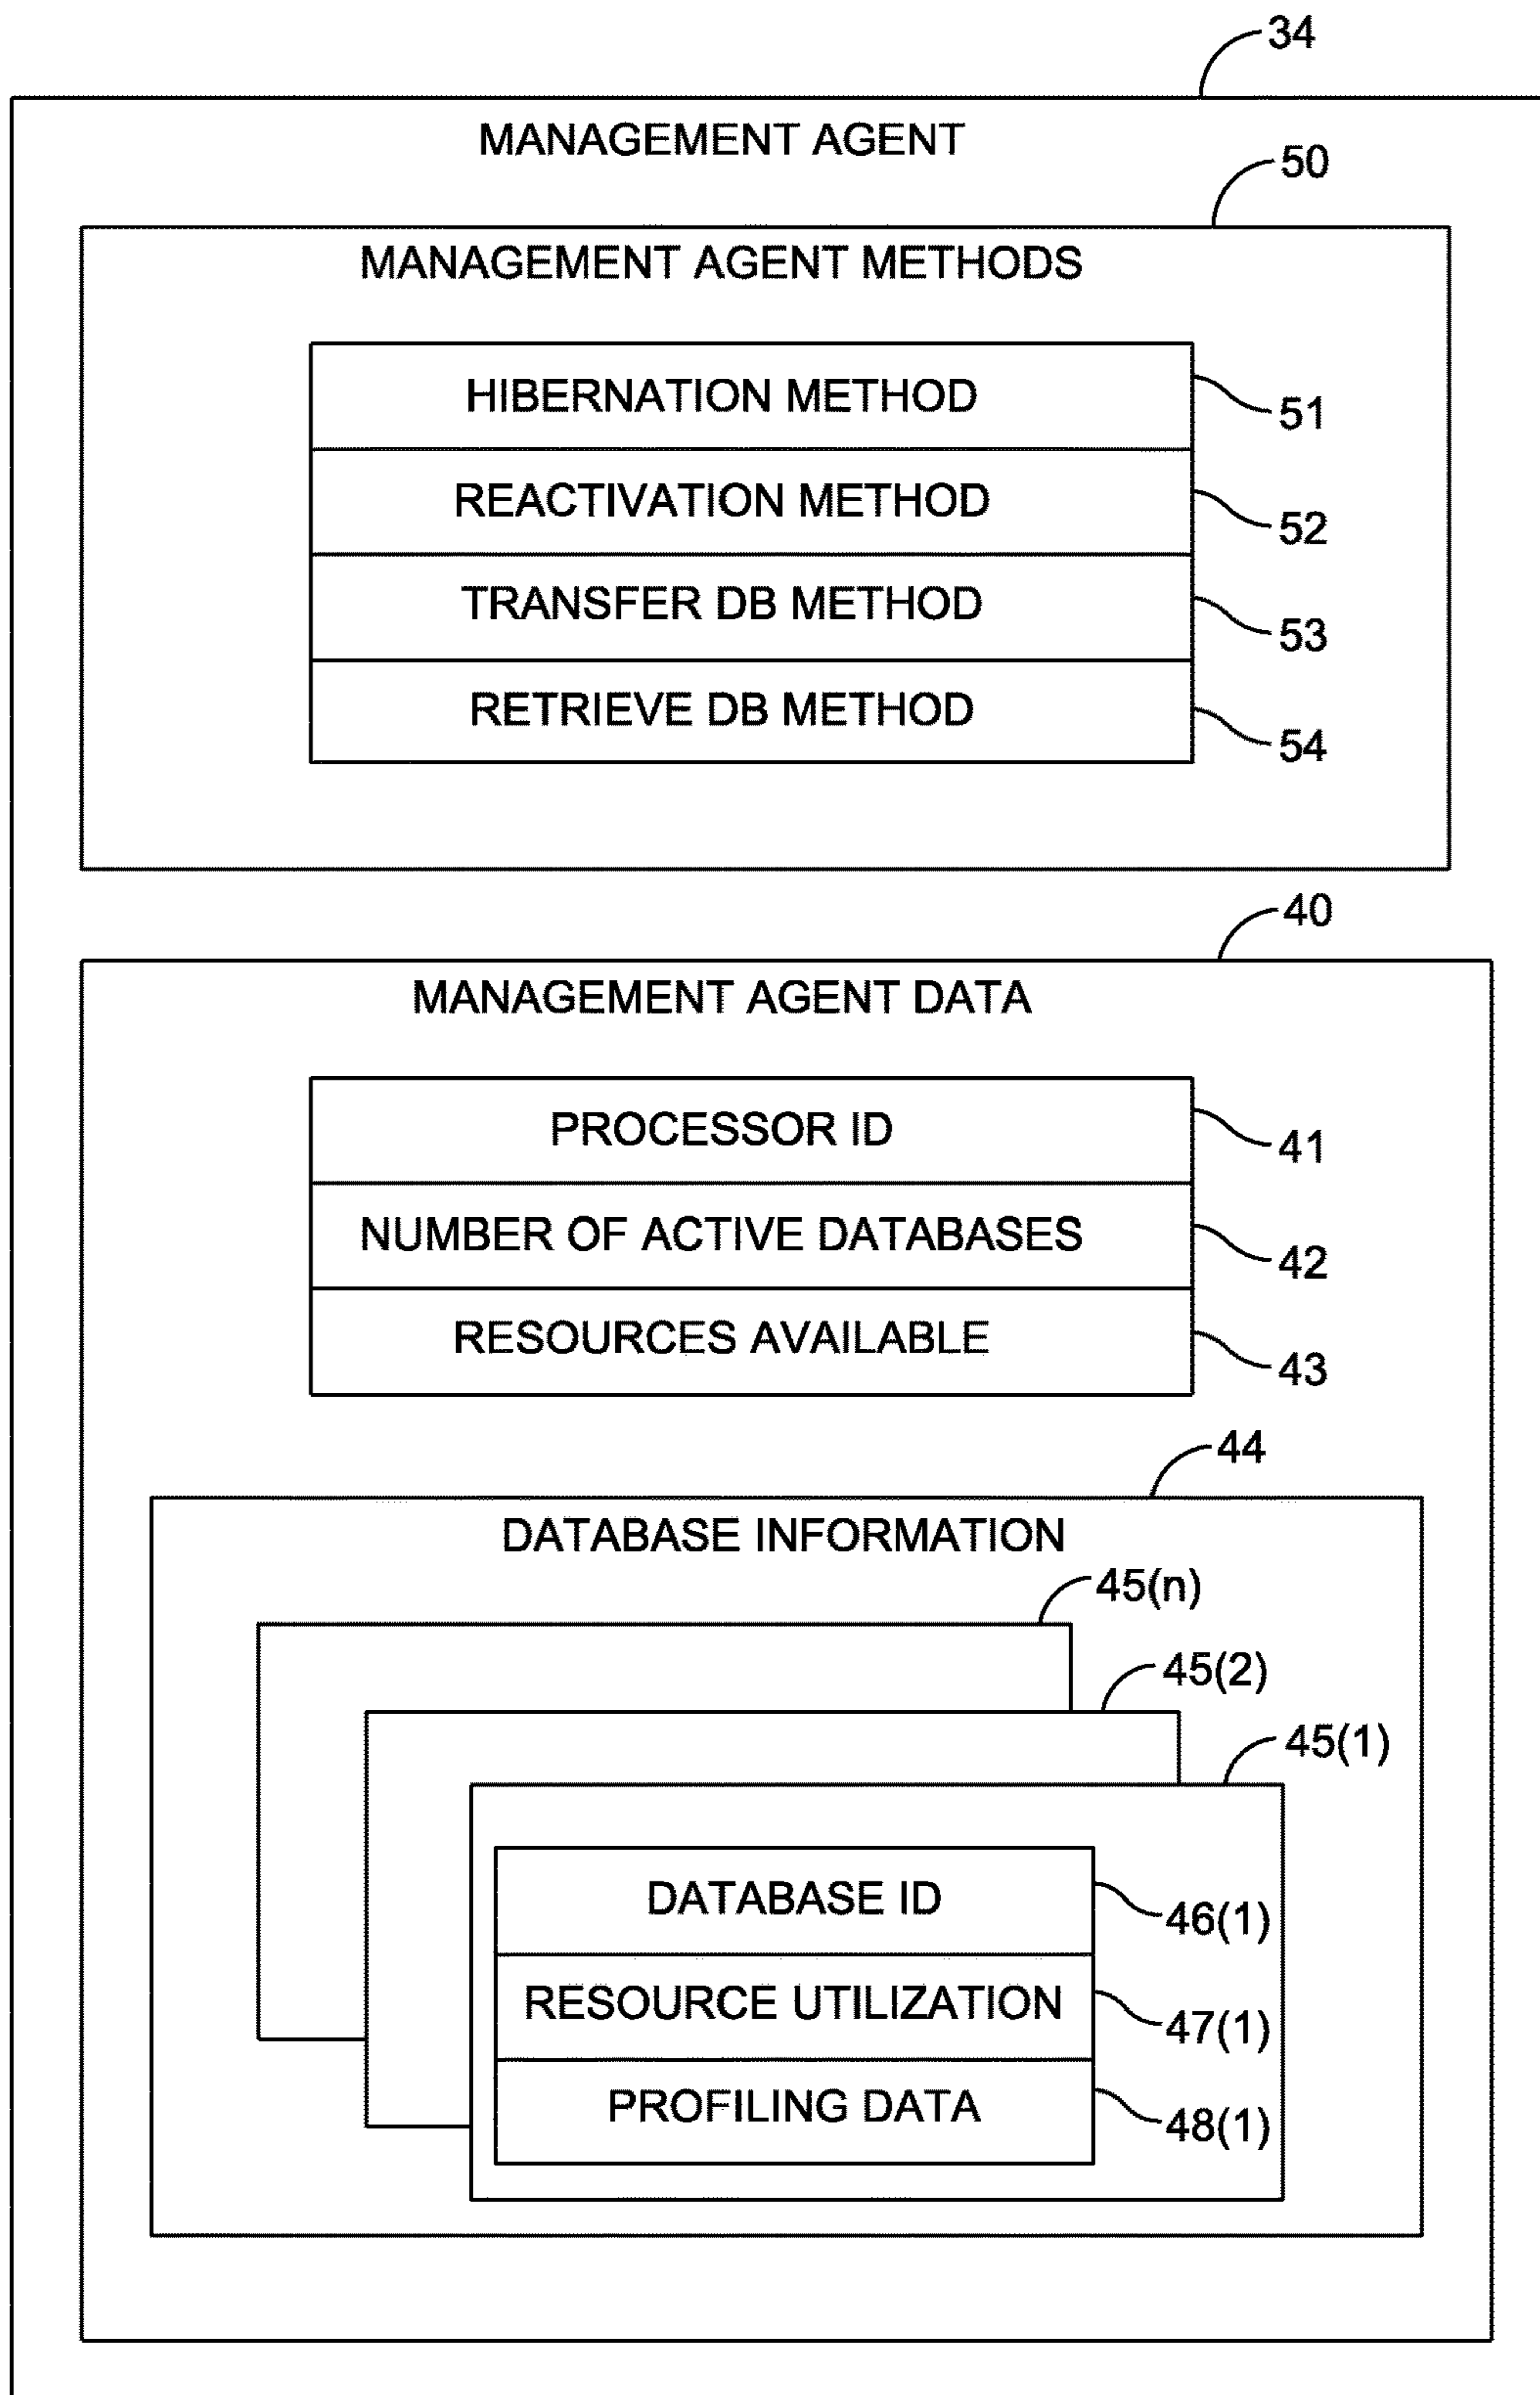 34
MANAGEMENT AGENT
50
MANAGEMENT AGENT METHODS
HIBERNATION METHOD
51
REACTIVATION METHOD
52
TRANSFER DB METHOD
53
RETRIEVE DB METHOD
54
40
MANAGEMENT AGENT DATA
PROCESSOR ID
41
NUMBER OF ACTIVE DATABASES
42
RESOURCES AVAILABLE
43
44
DATABASE INFORMATION
45(n)
45(2)
45(1)
DATABASE ID
46(1)
RESOURCE UTILIZATION
47(1)
PROFILING DATA
48(1)